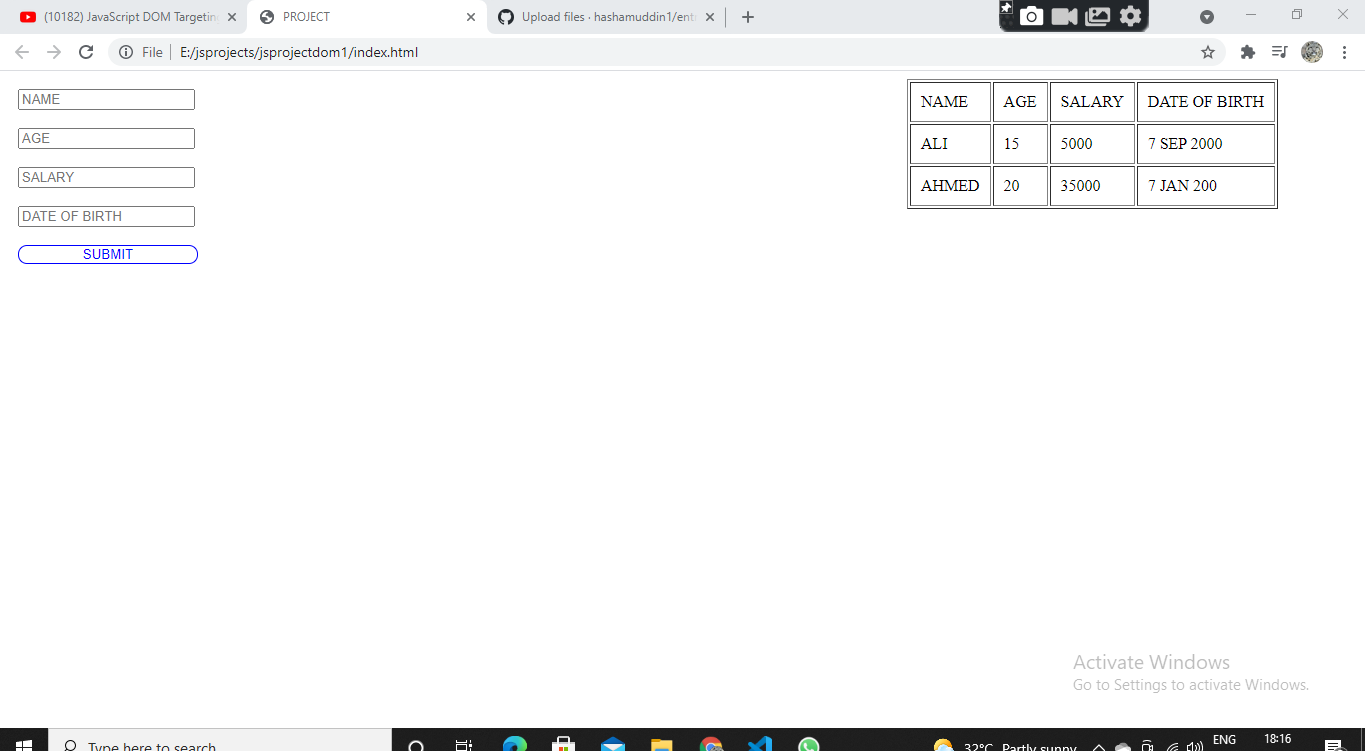 (10182) JavaScript DOM Targetin
PROJECT
Upload files · hashamuddin1/ent
File
E:/jsprojects/jsprojectdom1/index.html
NAME
AGE
SALARY
DATE OF BIRTH
SUBMIT
NAME AGE SALARY DATE OF BIRTH
ALI 15 5000 7 SEP 2000
AHMED 20 35000 7 JAN 200
Activate Windows
Go to Settings to activate Windows.
Type here to search
32°C Partly sunny
ENG
18:16